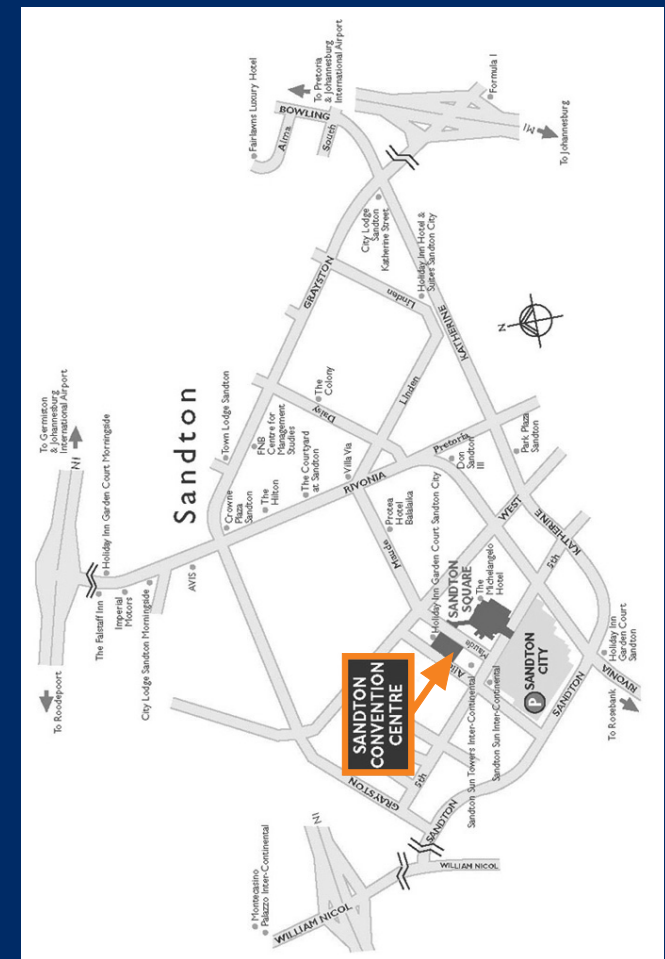 Fairlawns Luxury Hotel
To Pretoria
& Johannesburg
International Airport
Formula 1
BOWLING
Alma
South
M1
To Johannesburg
City Lodge
Sandton
Katherine Street
GRAYSTON
Linden
Holiday Inn Hotel &
Suites Sandton City
KATHERINE
N
To Germiston
& Johannesburg
International Airport
N1
Holiday Inn Garden Court Morningside
Sandton
Town Lodge Sandton
FNB
Centre for
Management
Studies
The
Colony
Daisy
Linden
The Courtyard
at Sandton
The
Hilton
Crowne
Plaza
Sandton
Villa Via
RIVONIA
Pretoria
Don
Sandton
III
Park Plaza
Sandton
The Falstaff Inn
Imperial
Motors
City Lodge Sandton Morningside
AVIS
To Roodepoort
Maude
Protea
Hotel
Balalaika
Holiday Inn Garden Court Sandton City
SANDTON
SQUARE
The
Michelangelo
Hotel
WEST
KATHERINE
5th
Maude
Alice
SANDTON
CONVENTION
CENTRE
P
SANDTON
CITY
Holiday Inn
Garden Court
Sandton
RIVONIA
To Rosebank
SANDTON
Sandton Sun Towers Inter-Continental
Sandton Sun Inter-Continental
5th
GRAYSTON
SANDTON
N1
Montecasino
Palazzo Inter-Continental
WILLIAM NICOL
WILLIAM NICOL